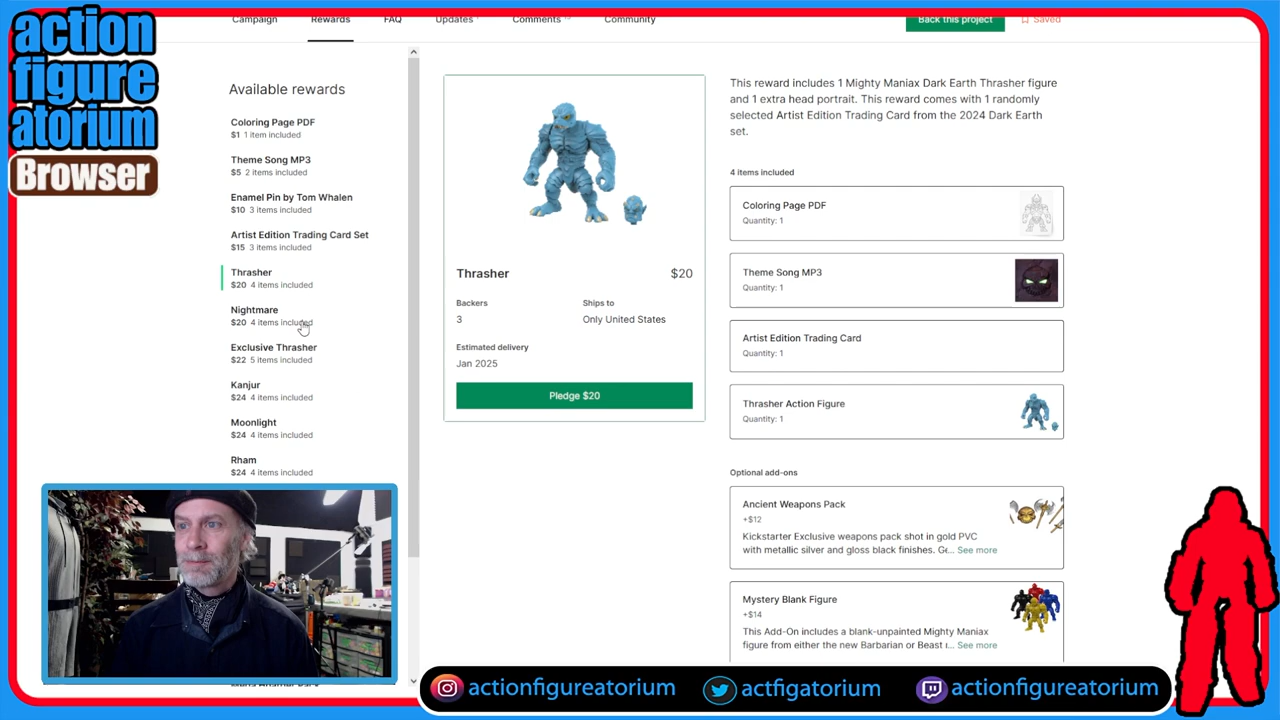 action
figure
atorium
Browser
Campaign
Rewards
FAQ
Updates
Comments
Community
Back this project
Saved
Available rewards
Coloring Page PDF
$1 1 item included
Theme Song MP3
$5 2 items included
Enamel Pin by Tom Whalen
$10 3 items included
Artist Edition Trading Card Set
$15 3 items included
Thrasher
$20 4 items included
Nightmare
$20 4 items included
Exclusive Thrasher
$22 5 items included
Kanjur
$24 4 items included
Moonlight
$24 4 items included
Rham
$24 4 items included
Thrasher $20
Backers
3
Ships to
Only United States
Estimated delivery
Jan 2025
Pledge $20
This reward includes 1 Mighty Maniax Dark Earth Thrasher figure
and 1 extra head portrait. This reward comes with 1 randomly
selected Artist Edition Trading Card from the 2024 Dark Earth
set.
4 items included
Coloring Page PDF
Quantity: 1
Theme Song MP3
Quantity: 1
Artist Edition Trading Card
Quantity: 1
Thrasher Action Figure
Quantity: 1
Optional add-ons
Ancient Weapons Pack
+$12
Kickstarter Exclusive weapons pack shot in gold PVC
with metallic silver and gloss black finishes. Ge... See more
Mystery Blank Figure
+$14
This Add-On includes a blank-unpainted Mighty Maniax
figure from either the new Barbarian or Beast r... See more
actionfigureatorium
actfigatorium
actionfigureatorium